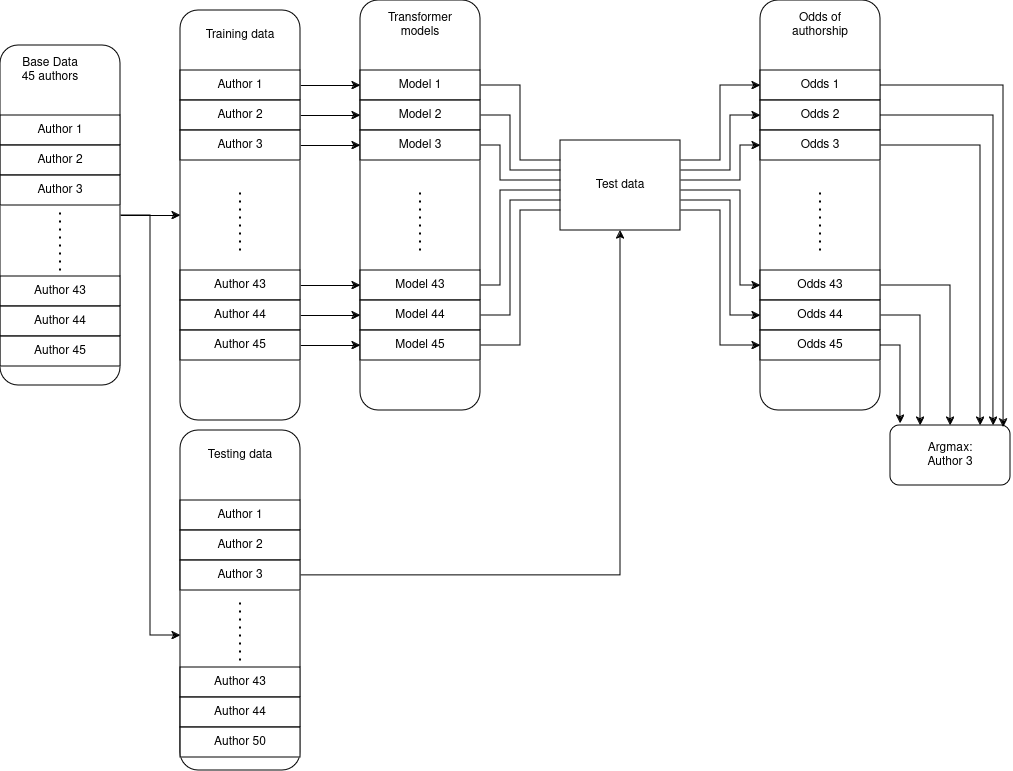 Base Data
45 authors
Author 1
Author 2
Author 3
Author 43
Author 44
Author 45
Training data
Author 1
Author 2
Author 3
Author 43
Author 44
Author 45
Testing data
Author 1
Author 2
Author 3
Author 43
Author 44
Author 50
Transformer
models
Model 1
Model 2
Model 3
Model 43
Model 44
Model 45
Test data
Odds of
authorship
Odds 1
Odds 2
Odds 3
Odds 43
Odds 44
Odds 45
Argmax:
Author 3